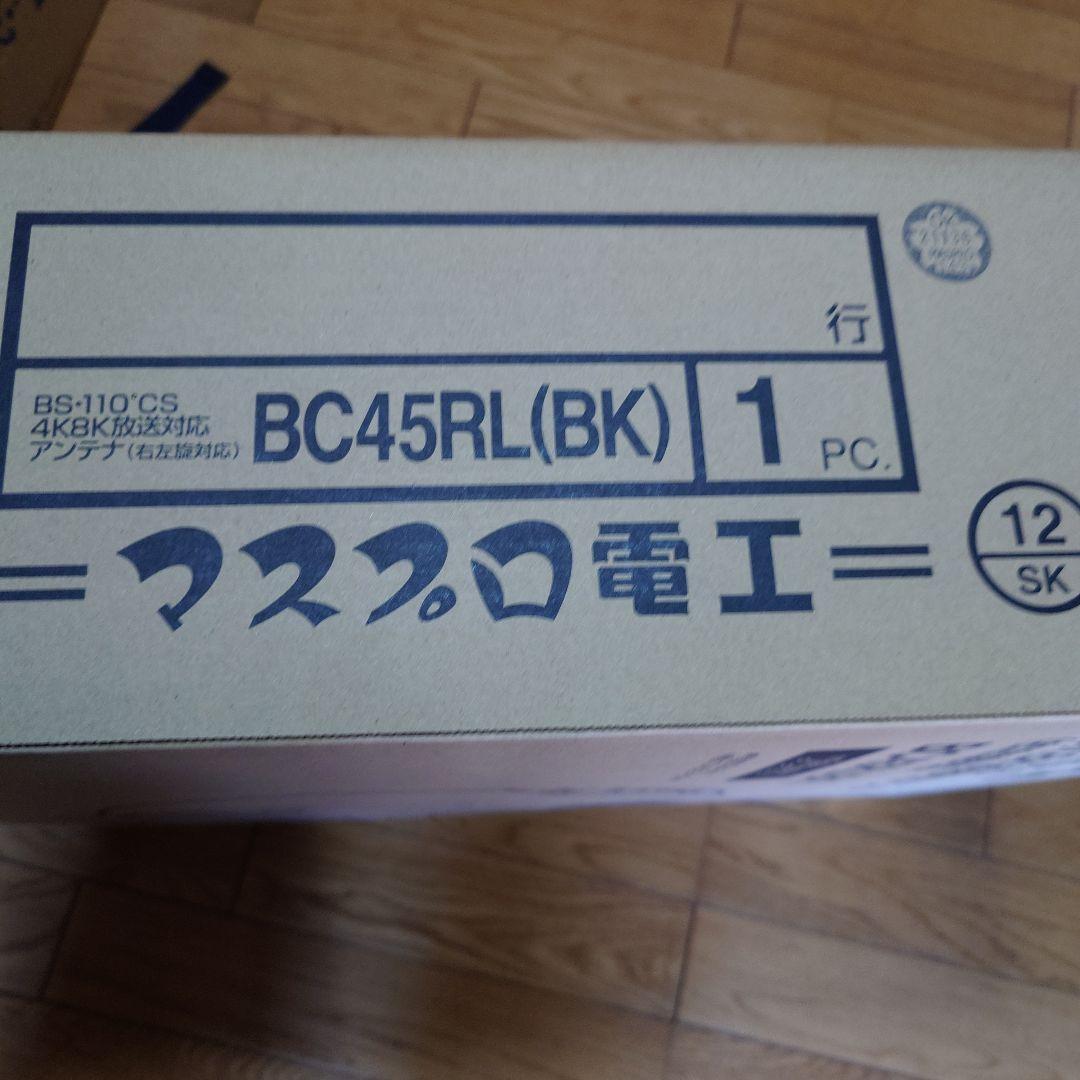 行
BS・110°CS
4K8K放送対応
アンテナ(右左旋対応)
BC45RL(BK)
1
PC.
マスプロ電工
12
SK